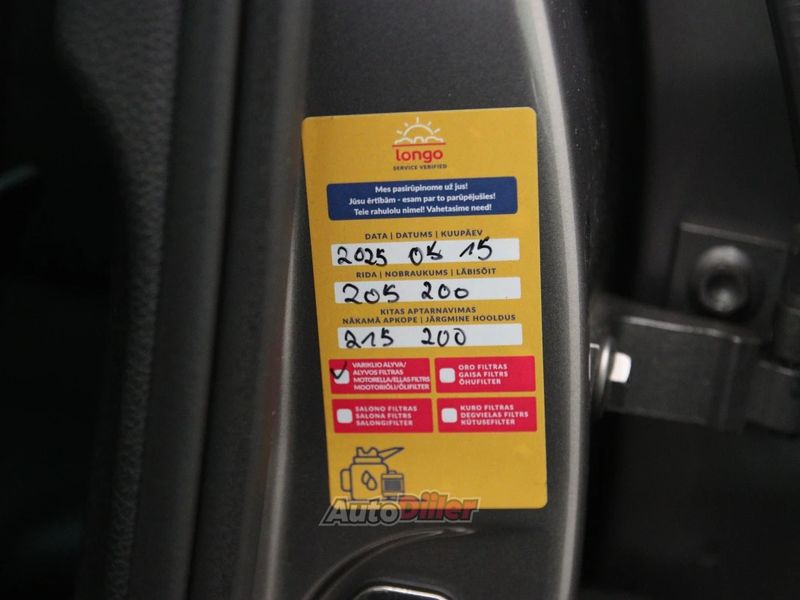 longo
SERVICE VERIFIED
Mes pasirūpinome už jus!
Jūsu ērtībām - esam par to parūpējušies!
Teie rahulolu nimel! Vahetasime need!
DATA | DATUMS | KUUPÄEV
2025 05 15
RIDA | NOBRAUKUMS | LÄBISÕIT
205 200
KITAS APTARNAVIMAS
NĀKAMĀ APKOPE | JÄRGMINE HOOLDUS
215 200
VARIKLIO ALYVA/
ALYVOS FILTRAS
MOTOREĻĻA/EĻĻAS FILTRS
MOOTORIÕLI/ÕLIFILTER
ORO FILTRAS
GAISA FILTRS
ÕHUFILTER
SALONO FILTRAS
SALONA FILTRS
SALONGIFILTER
KURO FILTRAS
DEGVIELAS FILTRS
KÜTUSEFILTER
AutoDiler